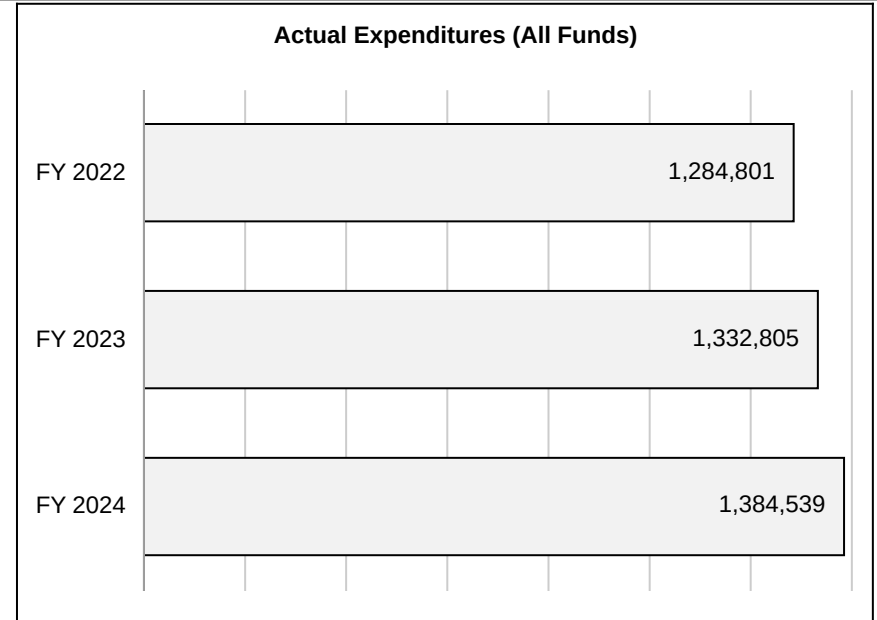 Actual Expenditures (All Funds)
FY 2022 1,284,801
FY 2023 1,332,805
FY 2024 1,384,539